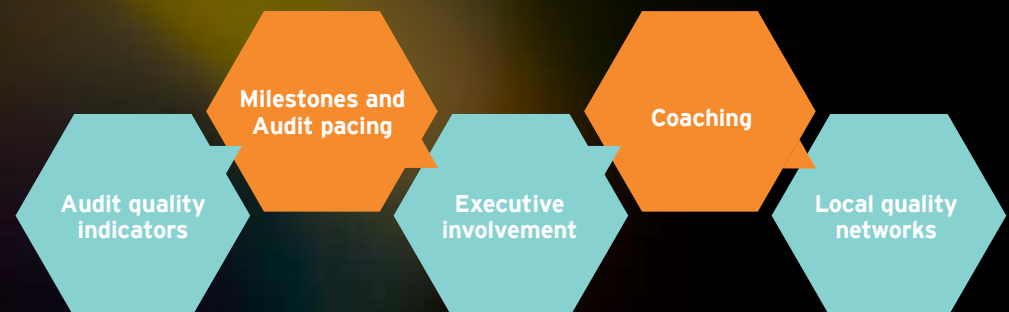 Audit quality
indicators
Milestones and
Audit pacing
Executive
involvement
Coaching
Local quality
networks